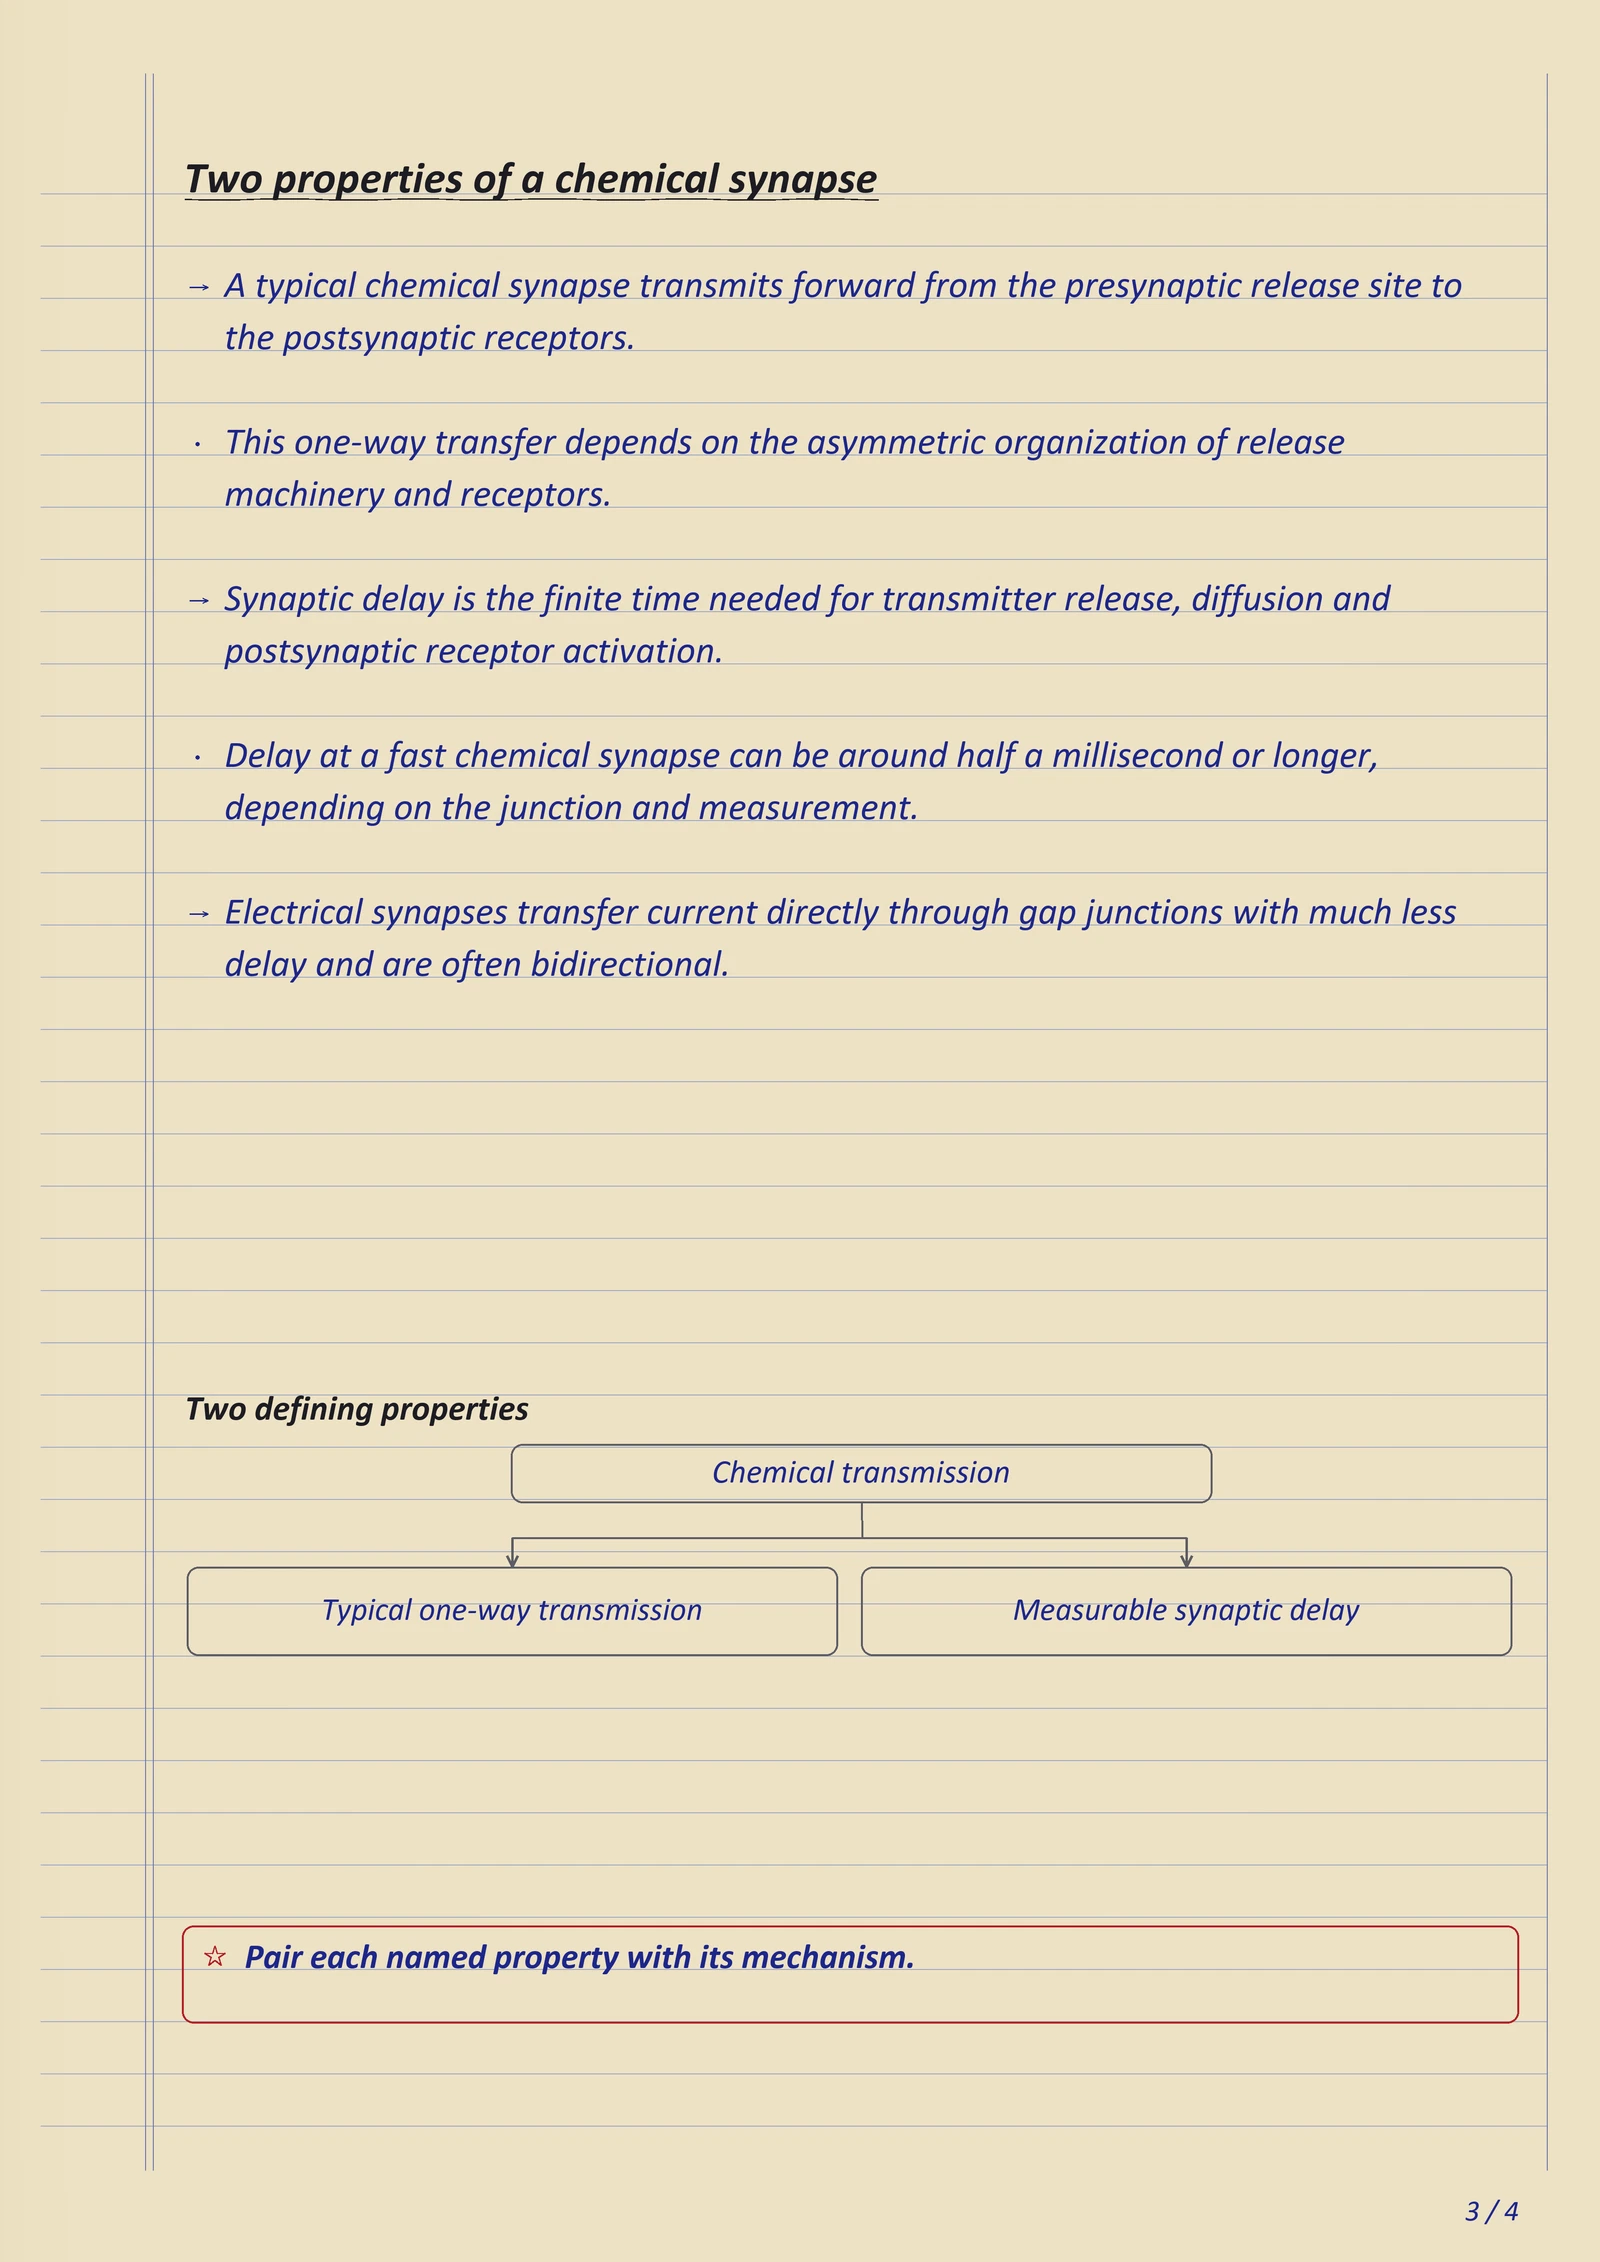 Two properties of a chemical synapse
→ A typical chemical synapse transmits forward from the presynaptic release site to
the postsynaptic receptors.
· This one-way transfer depends on the asymmetric organization of release
machinery and receptors.
→ Synaptic delay is the finite time needed for transmitter release, diffusion and
postsynaptic receptor activation.
· Delay at a fast chemical synapse can be around half a millisecond or longer,
depending on the junction and measurement.
→ Electrical synapses transfer current directly through gap junctions with much less
delay and are often bidirectional.
Two defining properties
Chemical transmission
Typical one-way transmission
Measurable synaptic delay
☆ Pair each named property with its mechanism.
3 / 4